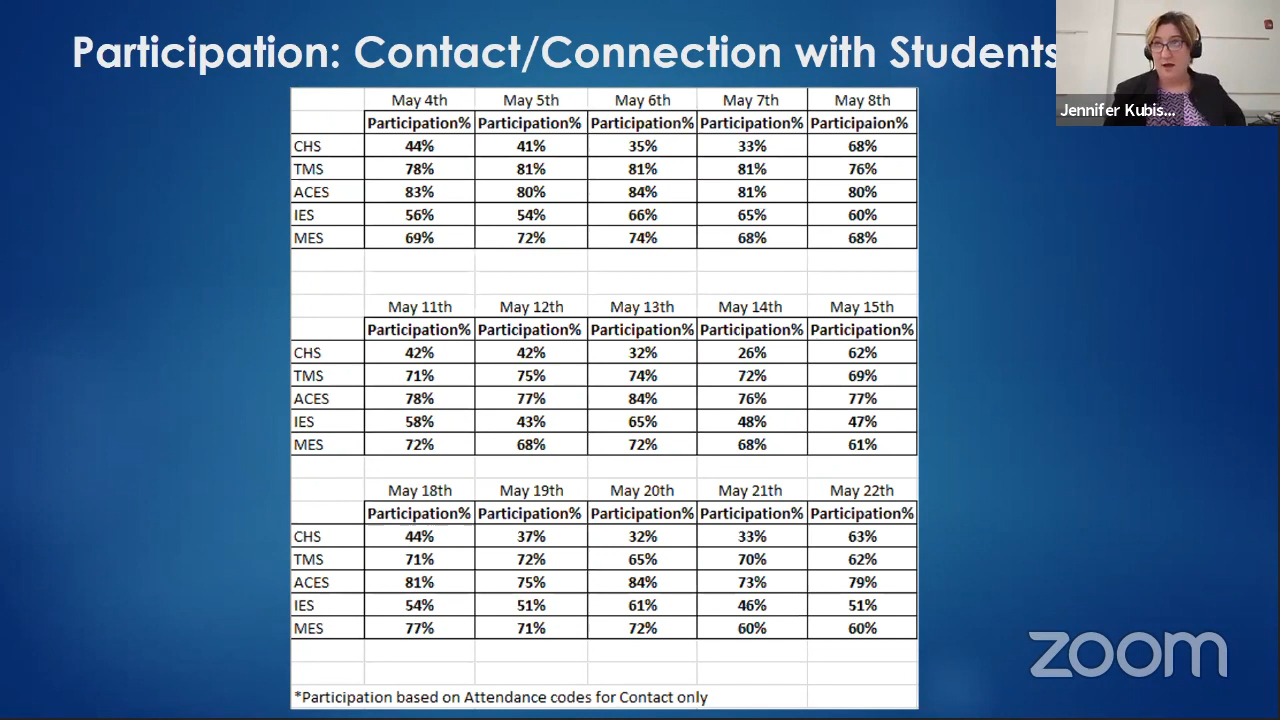 Participation: Contact/Connection with Students
Jennifer Kubis...
May 4th May 5th May 6th May 7th May 8th
Participation% Participation% Participation% Participation% Participaion%
CHS 44% 41% 35% 33% 68%
TMS 78% 81% 81% 81% 76%
ACES 83% 80% 84% 81% 80%
IES 56% 54% 66% 65% 60%
MES 69% 72% 74% 68% 68%
May 11th May 12th May 13th May 14th May 15th
Participation% Participation% Participation% Participation% Participation%
CHS 42% 42% 32% 26% 62%
TMS 71% 75% 74% 72% 69%
ACES 78% 77% 84% 76% 77%
IES 58% 43% 65% 48% 47%
MES 72% 68% 72% 68% 61%
May 18th May 19th May 20th May 21th May 22th
Participation% Participation% Participation% Participation% Participation%
CHS 44% 37% 32% 33% 63%
TMS 71% 72% 65% 70% 62%
ACES 81% 75% 84% 73% 79%
IES 54% 51% 61% 46% 51%
MES 77% 71% 72% 60% 60%
*Participation based on Attendance codes for Contact only
zoom